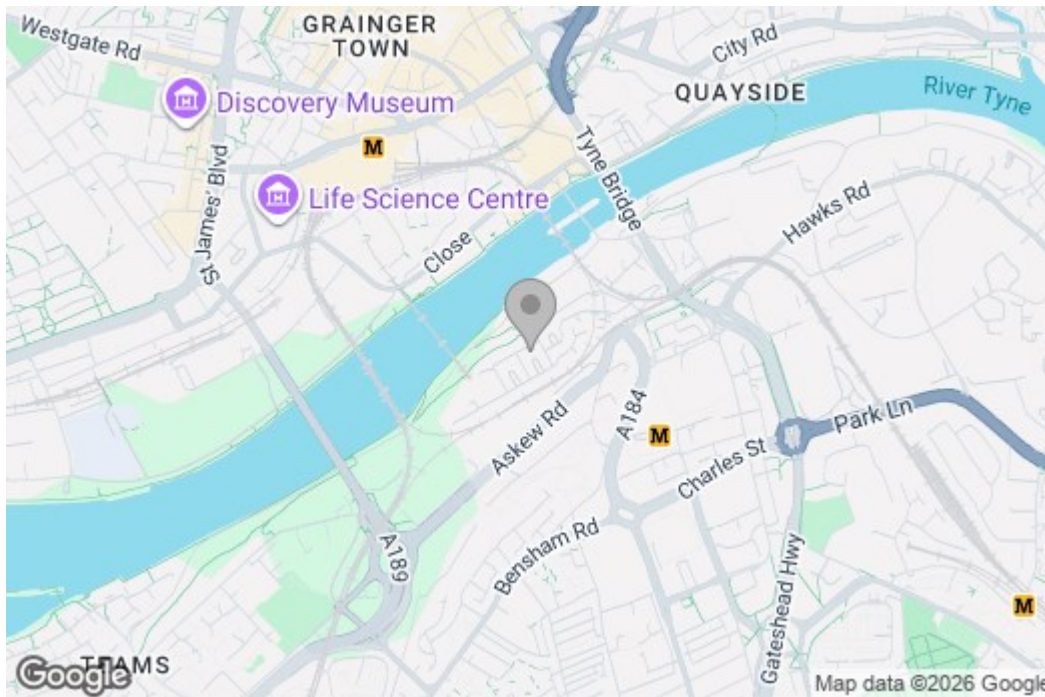 GRAINGER
TOWN
Westgate Rd
City Rd
QUAYSIDE
River Tyne
Discovery Museum
M
Tyne Bridge
St James' Blvd
Life Science Centre
Hawks Rd
Close
Askew Rd
A184
M
Park Ln
Charles St
Bensham Rd
A189
Gateshead Hwy
M
TEAMS
Google
Map data ©2026 Google